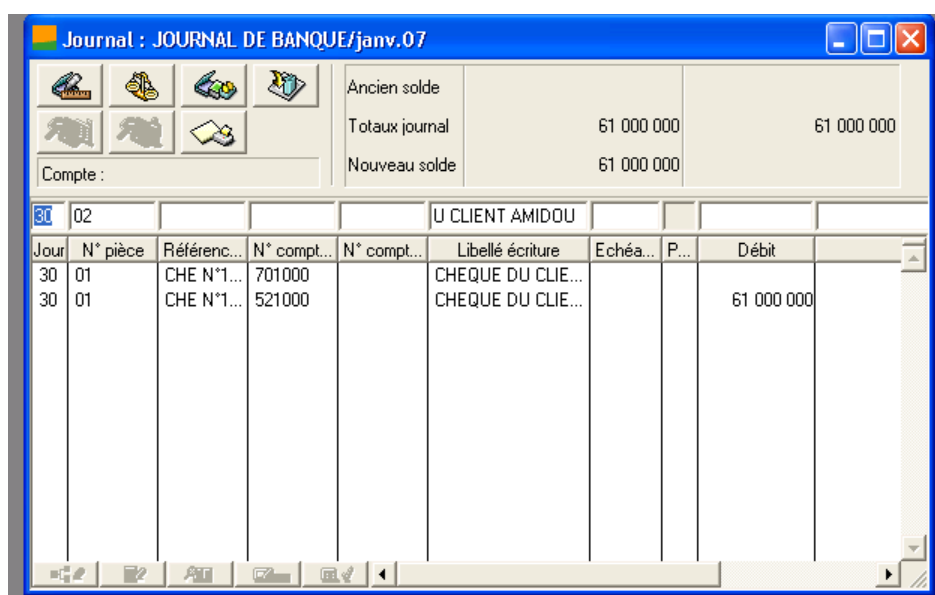 Journal : JOURNAL DE BANQUE/janv.07
Ancien solde
Totaux journal 61 000 000 61 000 000
Nouveau solde 61 000 000
Compte :
30 02 U CLIENT AMIDOU
Jour N° pièce Référenc... N° compt... N° compt... Libellé écriture Echéa... P... Débit
30 01 CHE N°1... 701000 CHEQUE DU CLIE...
30 01 CHE N°1... 521000 CHEQUE DU CLIE... 61 000 000